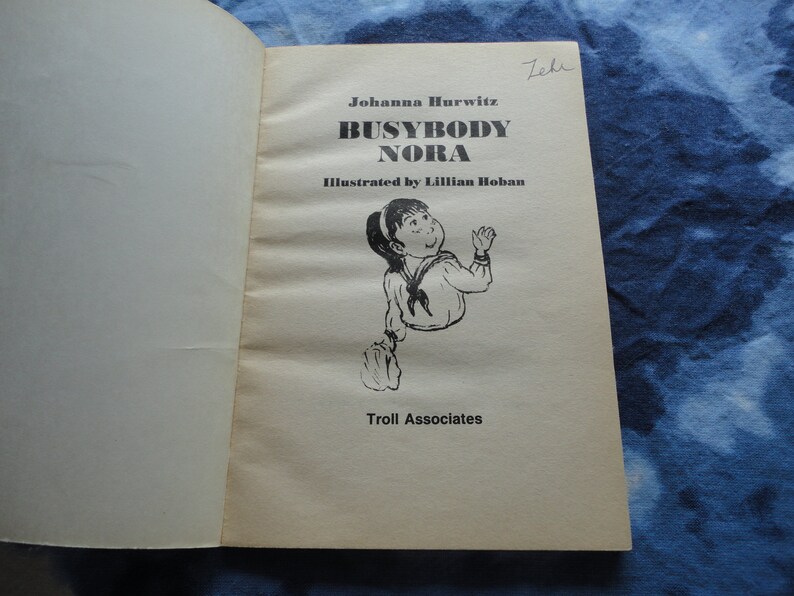 Zehr
Johanna Hurwitz
BUSYBODY
NORA
Illustrated by Lillian Hoban
Troll Associates